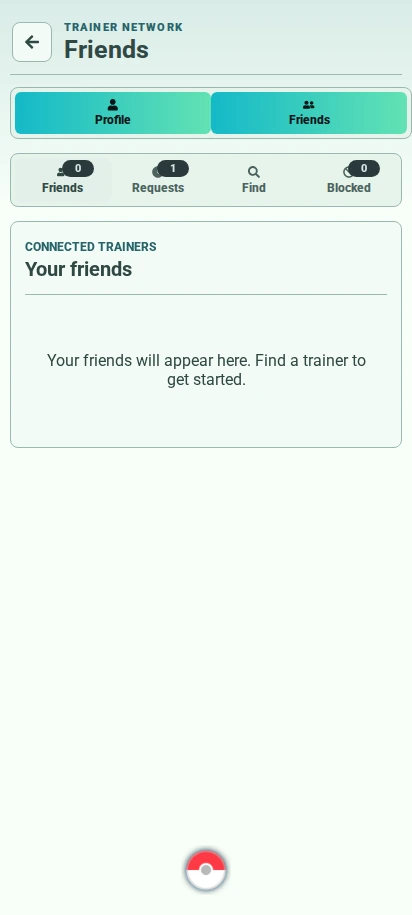 TRAINER NETWORK
Friends
Profile
Friends
0
1
0
Friends
Requests
Find
Blocked
CONNECTED TRAINERS
Your friends
Your friends will appear here. Find a trainer to
get started.